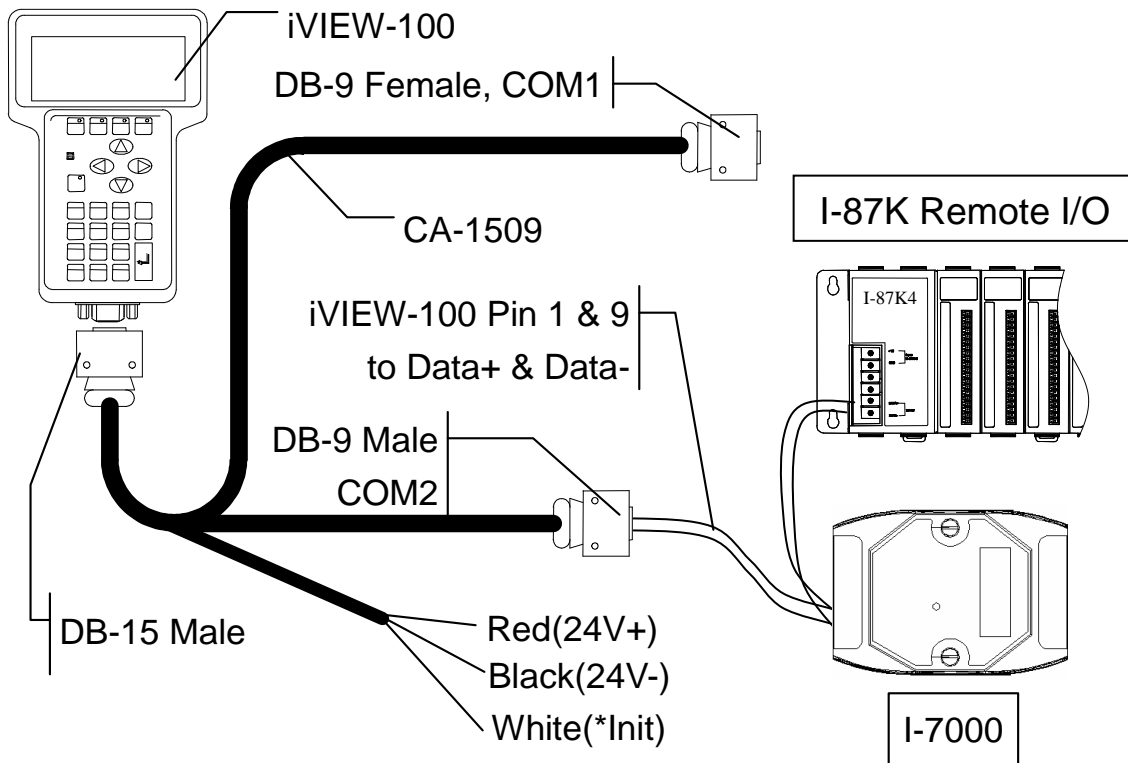 iVIEW-100
DB-9 Female, COM1
CA-1509
I-87K Remote I/O
I-87K4
iVIEW-100 Pin 1 & 9
to Data+ & Data-
DB-9 Male
COM2
DB-15 Male
Red(24V+)
Black(24V-)
White(*Init)
I-7000